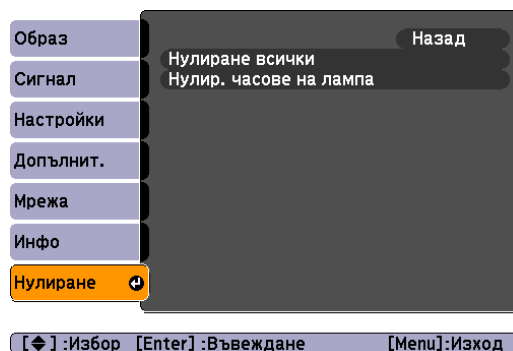 Образ
Сигнал
Настройки
Допълнит.
Мрежа
Инфо
Нулиране
Назад
Нулиране всички
Нулир. часове на лампа
[◆]:Избор [Enter]:Въвеждане [Menu]:Изход